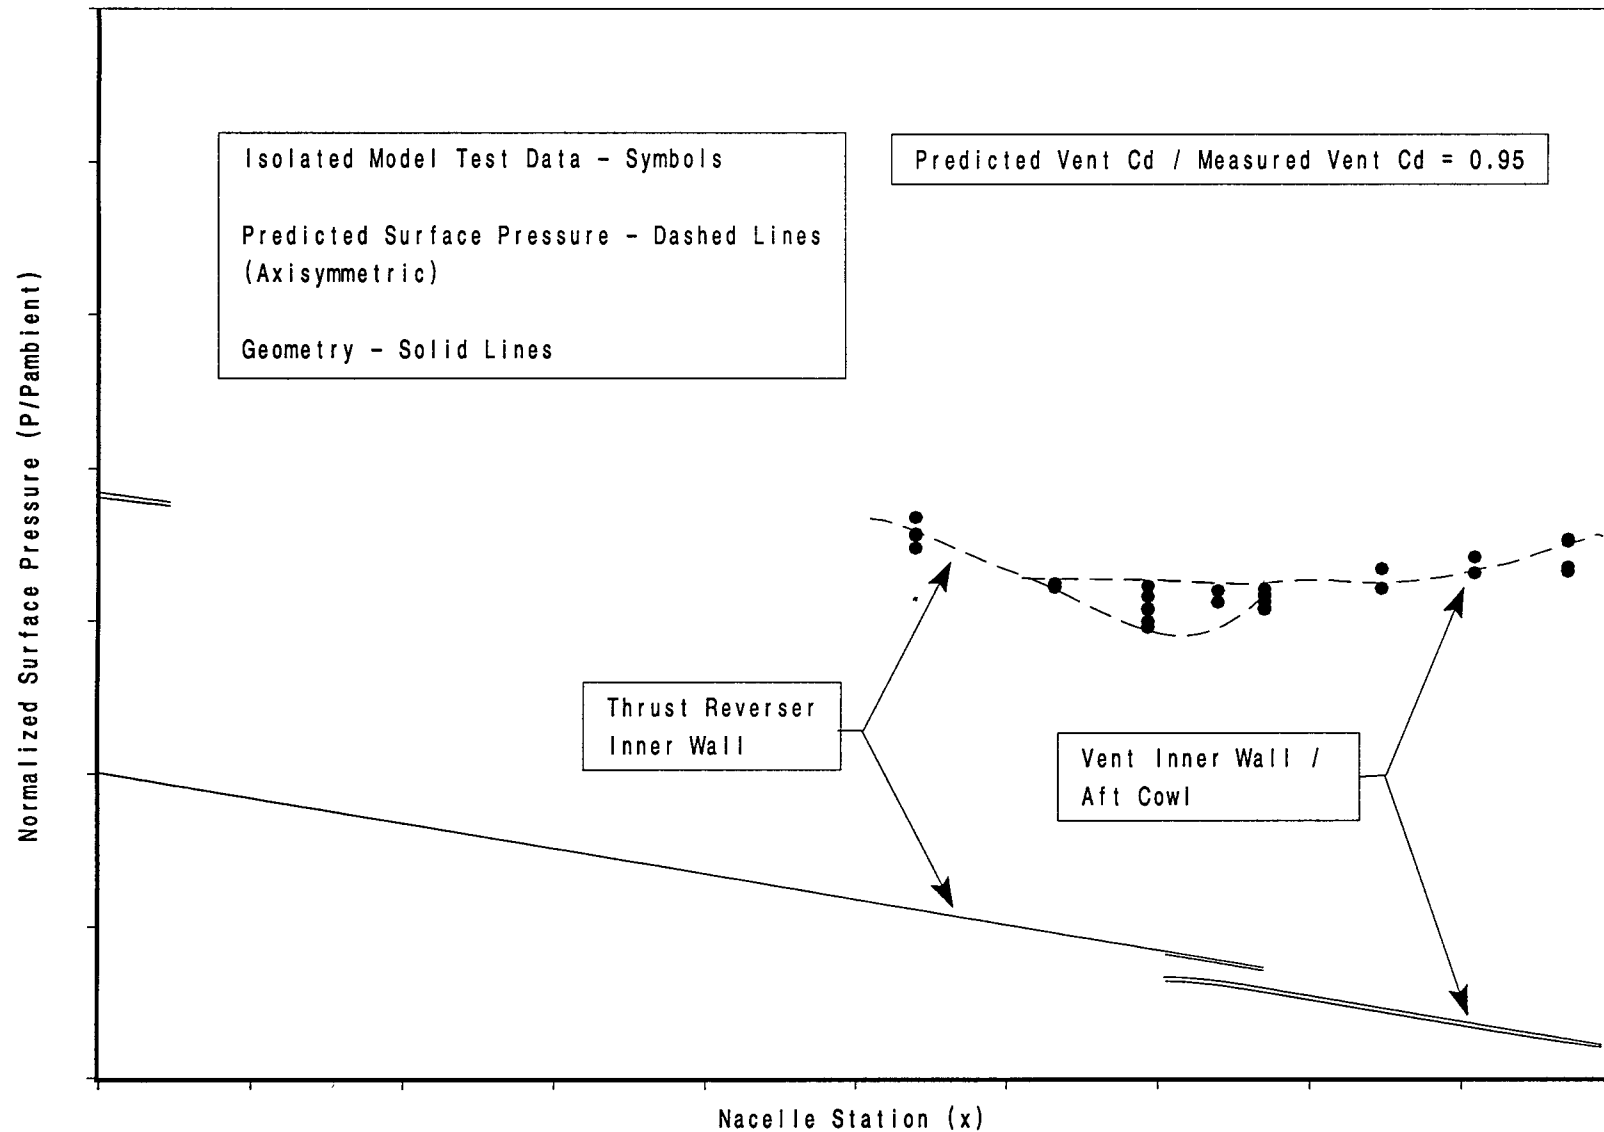 Isolated Model Test Data – Symbols
Predicted Surface Pressure – Dashed Lines
(Axisymmetric)
Geometry – Solid Lines
Predicted Vent Cd / Measured Vent Cd = 0.95
Normalized Surface Pressure (P/Pambient)
Thrust Reverser
Inner Wall
Vent Inner Wall /
Aft Cowl
Nacelle Station (x)